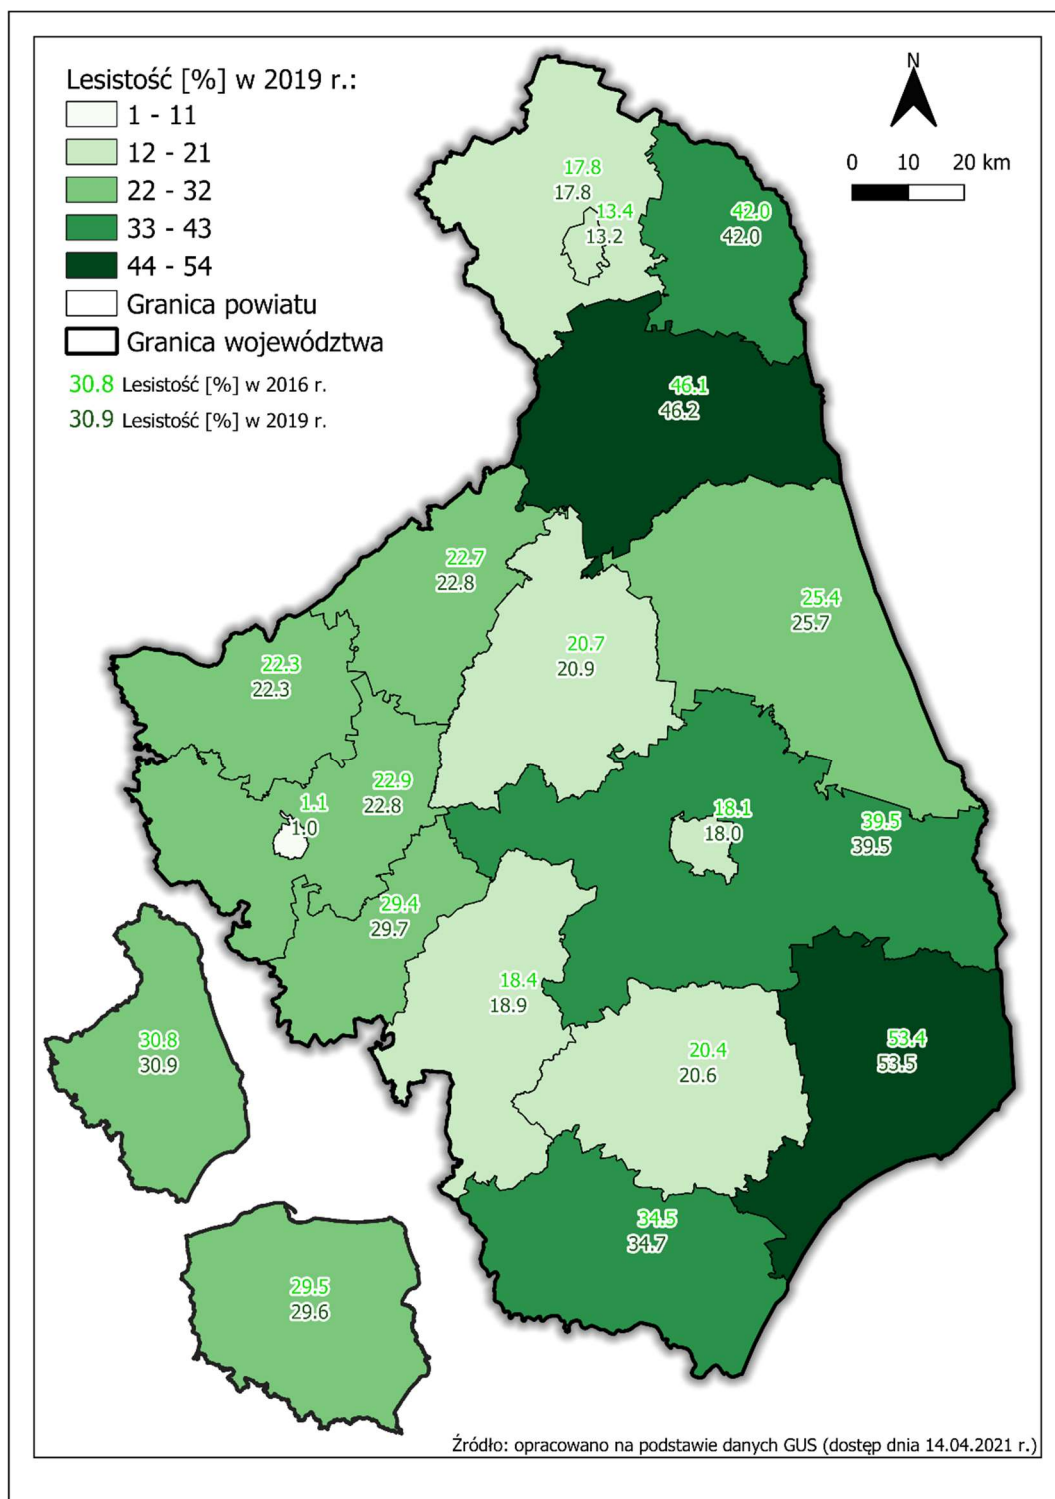 Lesistość [%] w 2019 r.:
1 - 11
12 - 21
22 - 32
33 - 43
44 - 54
Granica powiatu
Granica województwa
30.8 Lesistość [%] w 2016 r.
30.9 Lesistość [%] w 2019 r.
N
0 10 20 km
17.8
17.8
13.4
13.2
42.0
42.0
46.1
46.2
22.7
22.8
25.4
25.7
20.7
20.9
22.3
22.3
22.9
22.8
1.1
1.0
18.1
18.0
39.5
39.5
29.4
29.7
18.4
18.9
20.4
20.6
53.4
53.5
30.8
30.9
34.5
34.7
29.5
29.6
Źródło: opracowano na podstawie danych GUS (dostęp dnia 14.04.2021 r.)